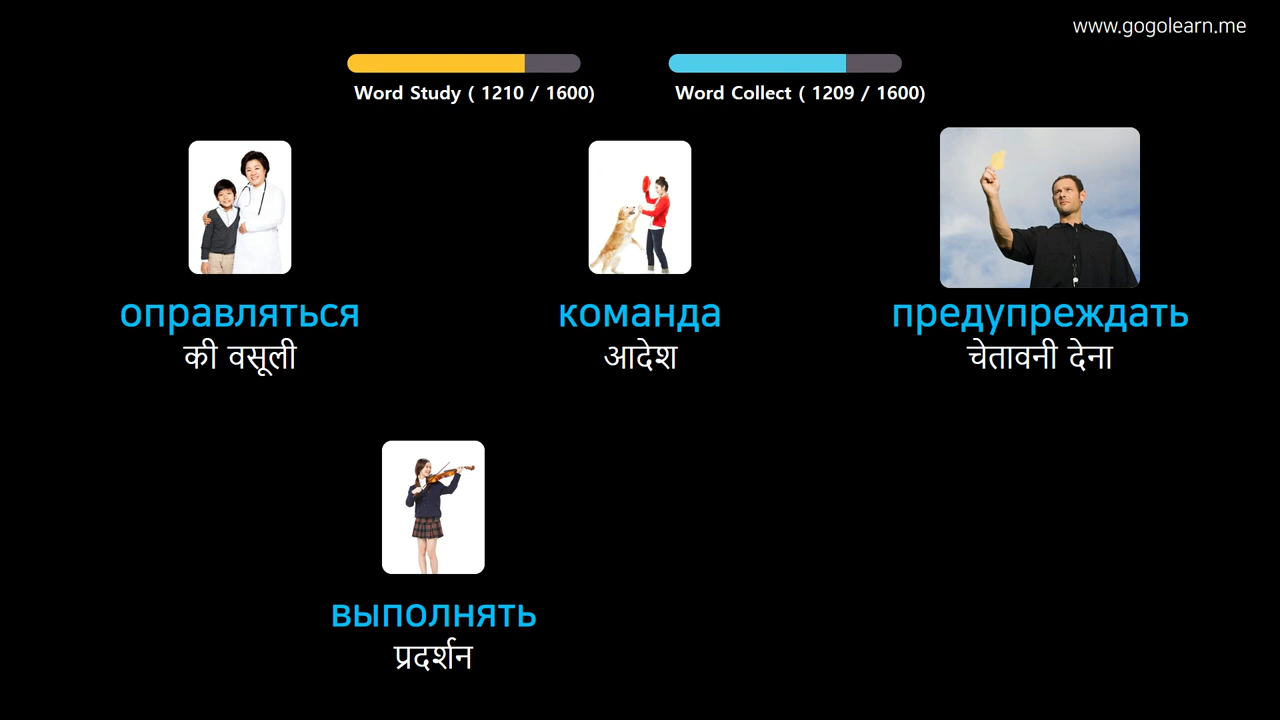 www.gogolearn.me
Word Study ( 1210 / 1600)
Word Collect ( 1209 / 1600)
оправляться
की वसूली
команда
आदेश
предупреждать
चेतावनी देना
выполнять
प्रदर्शन